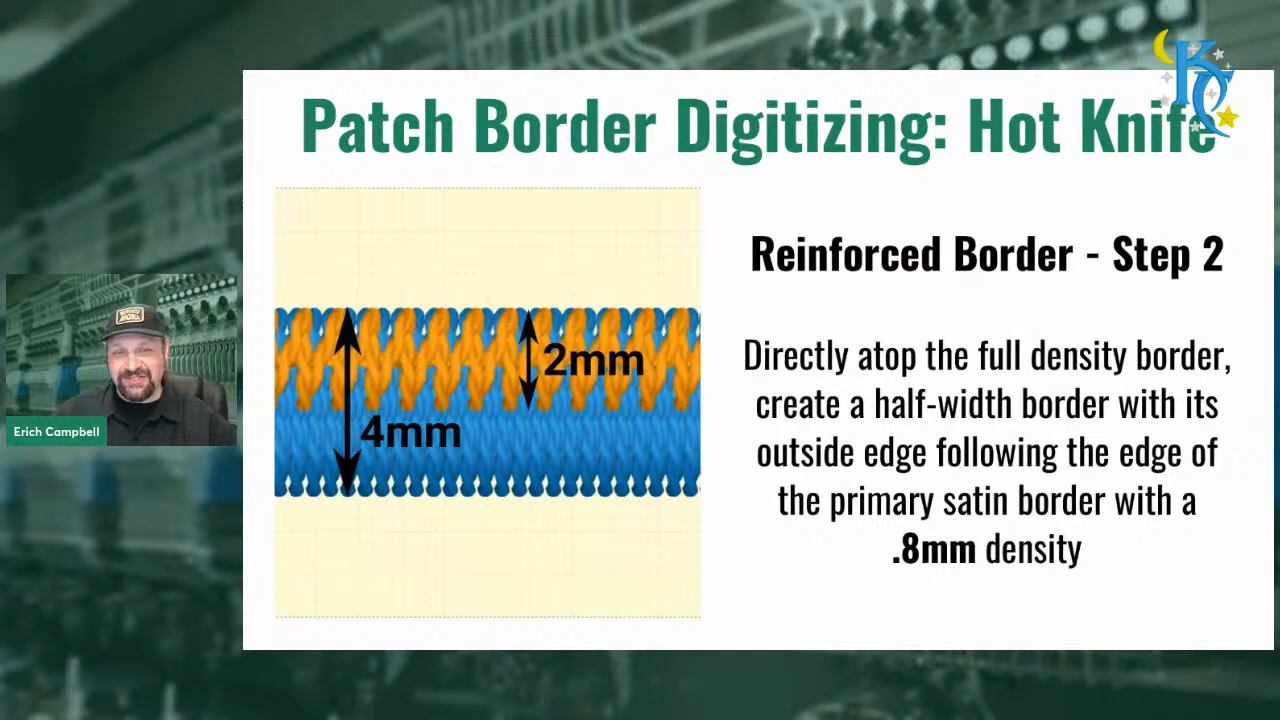 Patch Border Digitizing: Hot Knife
KC
Reinforced Border - Step 2
2mm
4mm
Directly atop the full density border,
create a half-width border with its
outside edge following the edge of
the primary satin border with a
.8mm density
Erich Campbell